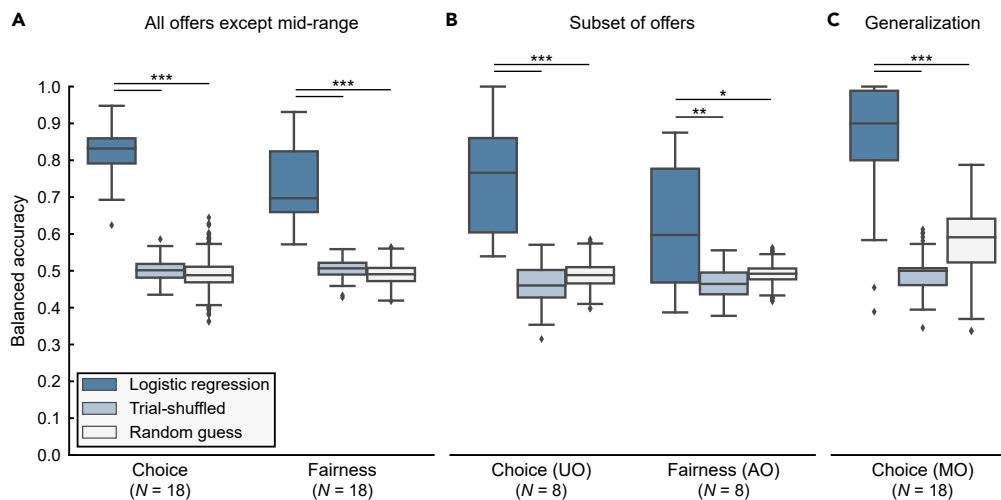 A All offers except mid-range
B Subset of offers
C Generalization
*** *** *** * ** ***
Balanced accuracy
1.0
0.9
0.8
0.7
0.6
0.5
0.4
0.3
0.2
0.1
0.0
Logistic regression
Trial-shuffled
Random guess
Choice Fairness Choice (UO) Fairness (AO) Choice (MO)
(N = 18) (N = 18) (N = 8) (N = 8) (N = 18)